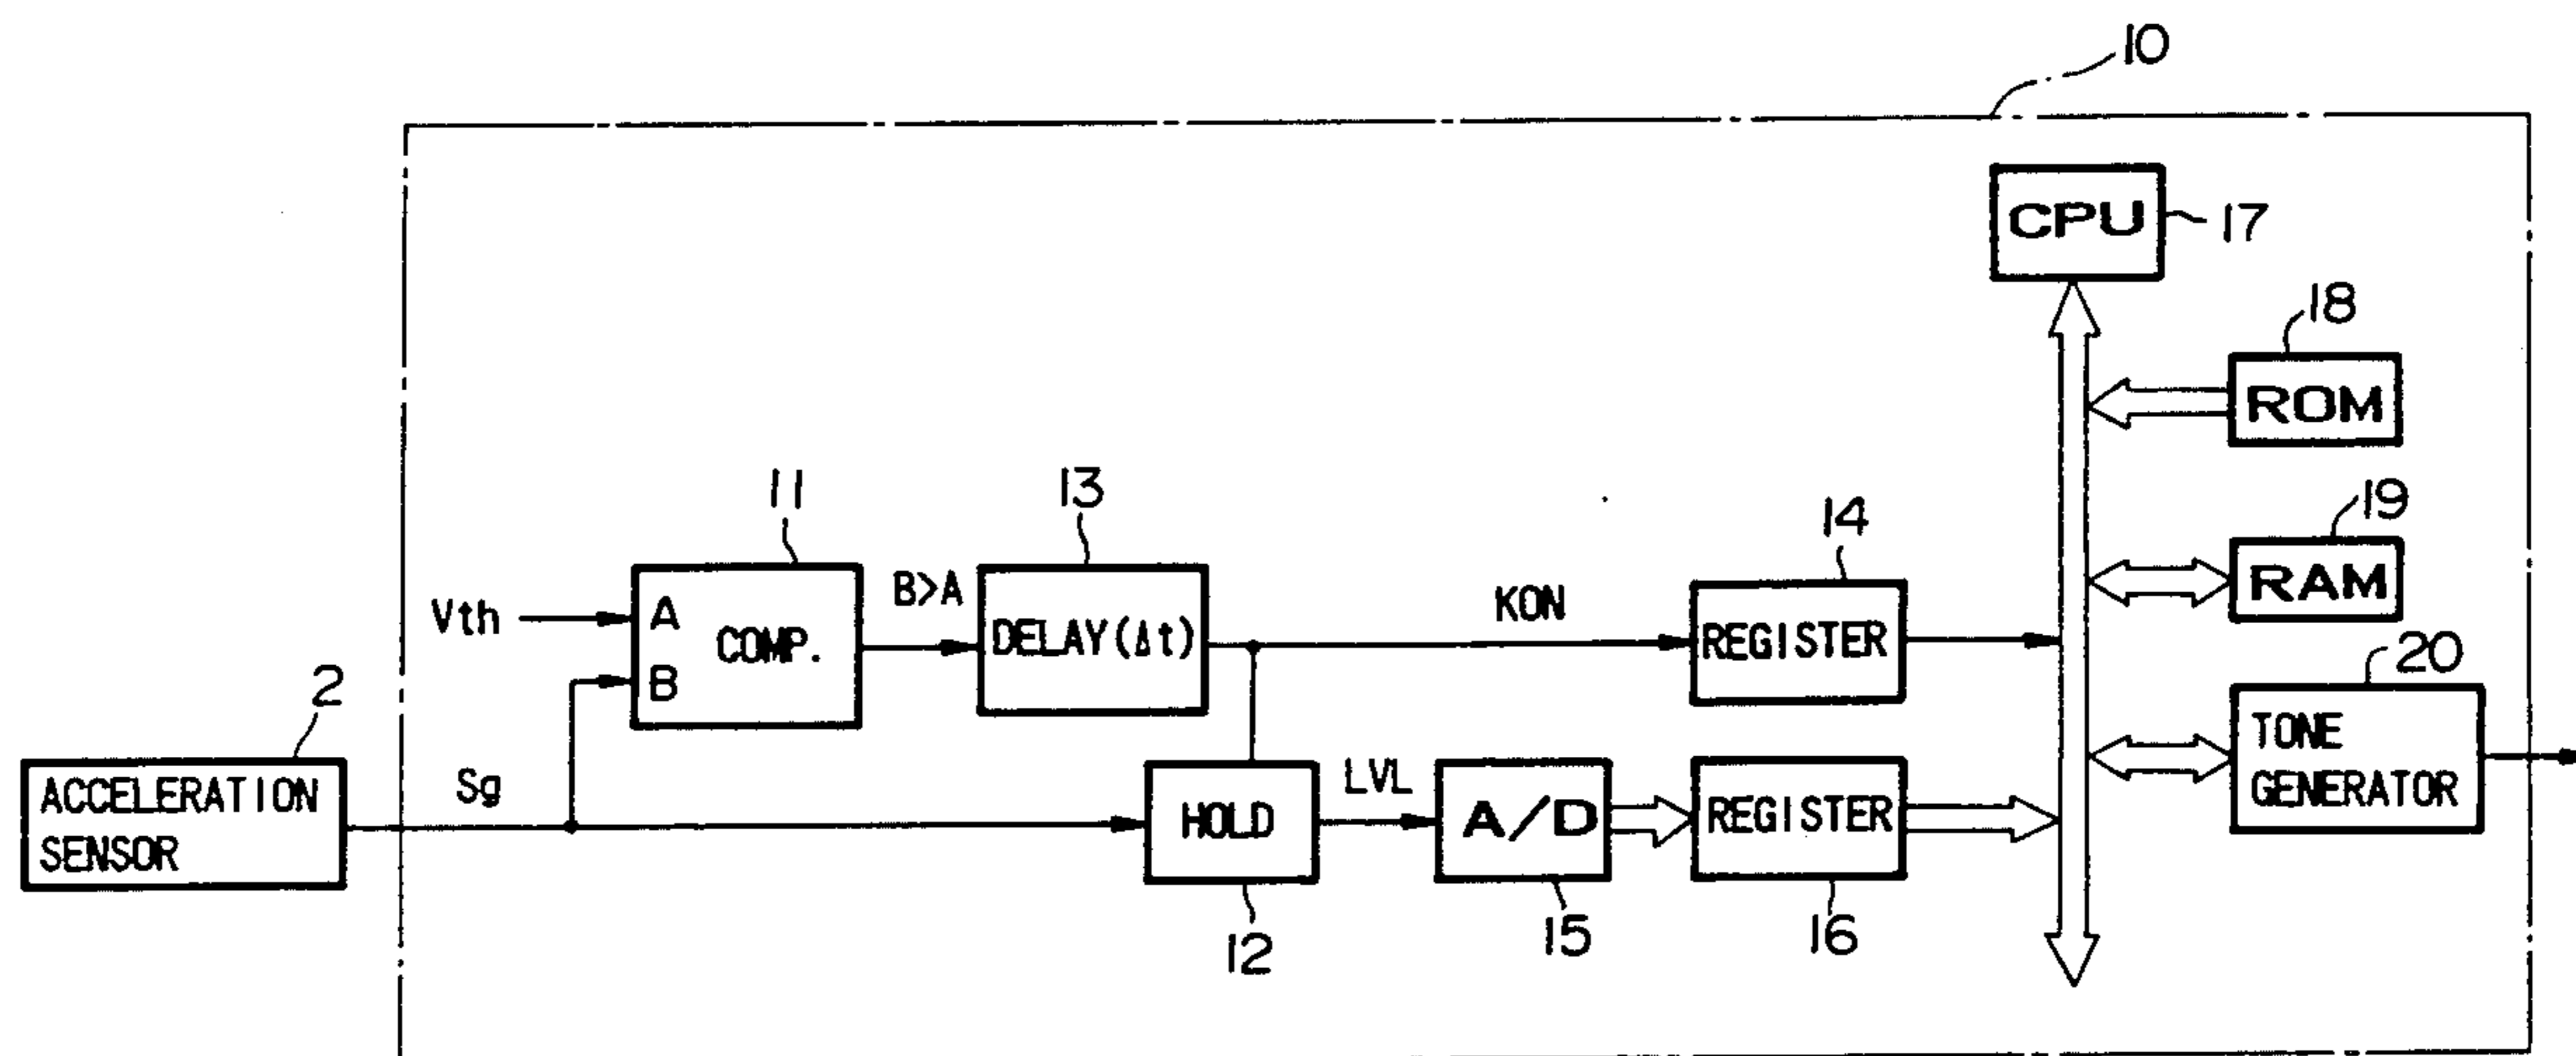 10
CPU
17
18
ROM
19
RAM
11
13
14
Vth
A
COMP.
B
B>A
DELAY(Δt)
KON
REGISTER
20
TONE
GENERATOR
2
ACCELERATION
SENSOR
Sg
HOLD
LVL
A/D
REGISTER
12
15
16